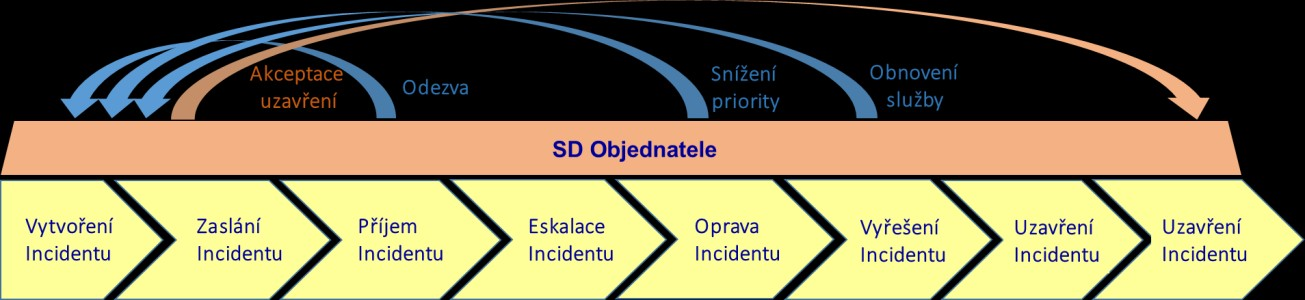 Akceptace
uzavření
Odezva
Snížení
priority
Obnovení
služby
SD Objednatele
Vytvoření
Incidentu
Zaslání
Incidentu
Příjem
Incidentu
Eskalace
Incidentu
Oprava
Incidentu
Vyřešení
Incidentu
Uzavření
Incidentu
Uzavření
Incidentu